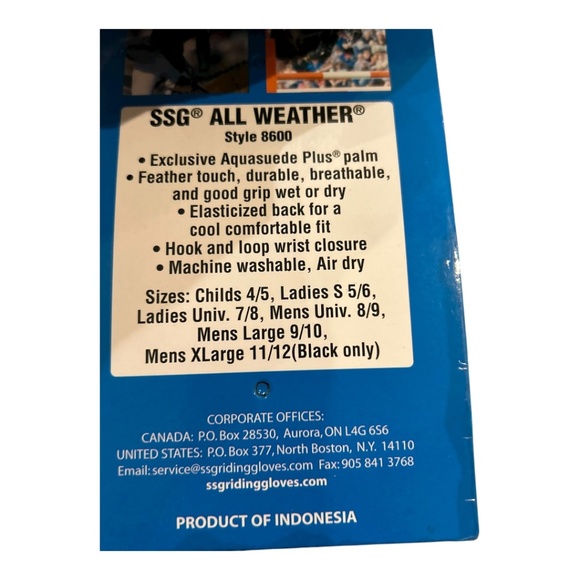 SSG® ALL WEATHER®
Style 8600
• Exclusive Aquasuede Plus® palm
• Feather touch, durable, breathable,
and good grip wet or dry
• Elasticized back for a
cool comfortable fit
• Hook and loop wrist closure
• Machine washable, Air dry
Sizes: Childs 4/5, Ladies S 5/6,
Ladies Univ. 7/8, Mens Univ. 8/9,
Mens Large 9/10,
Mens XLarge 11/12(Black only)
CORPORATE OFFICES:
CANADA: P.O. Box 28530, Aurora, ON L4G 6S6
UNITED STATES: P.O. Box 377, North Boston, N.Y. 14110
Email: service@ssgridinggloves.com Fax: 905 841 3768
ssgridinggloves.com
PRODUCT OF INDONESIA